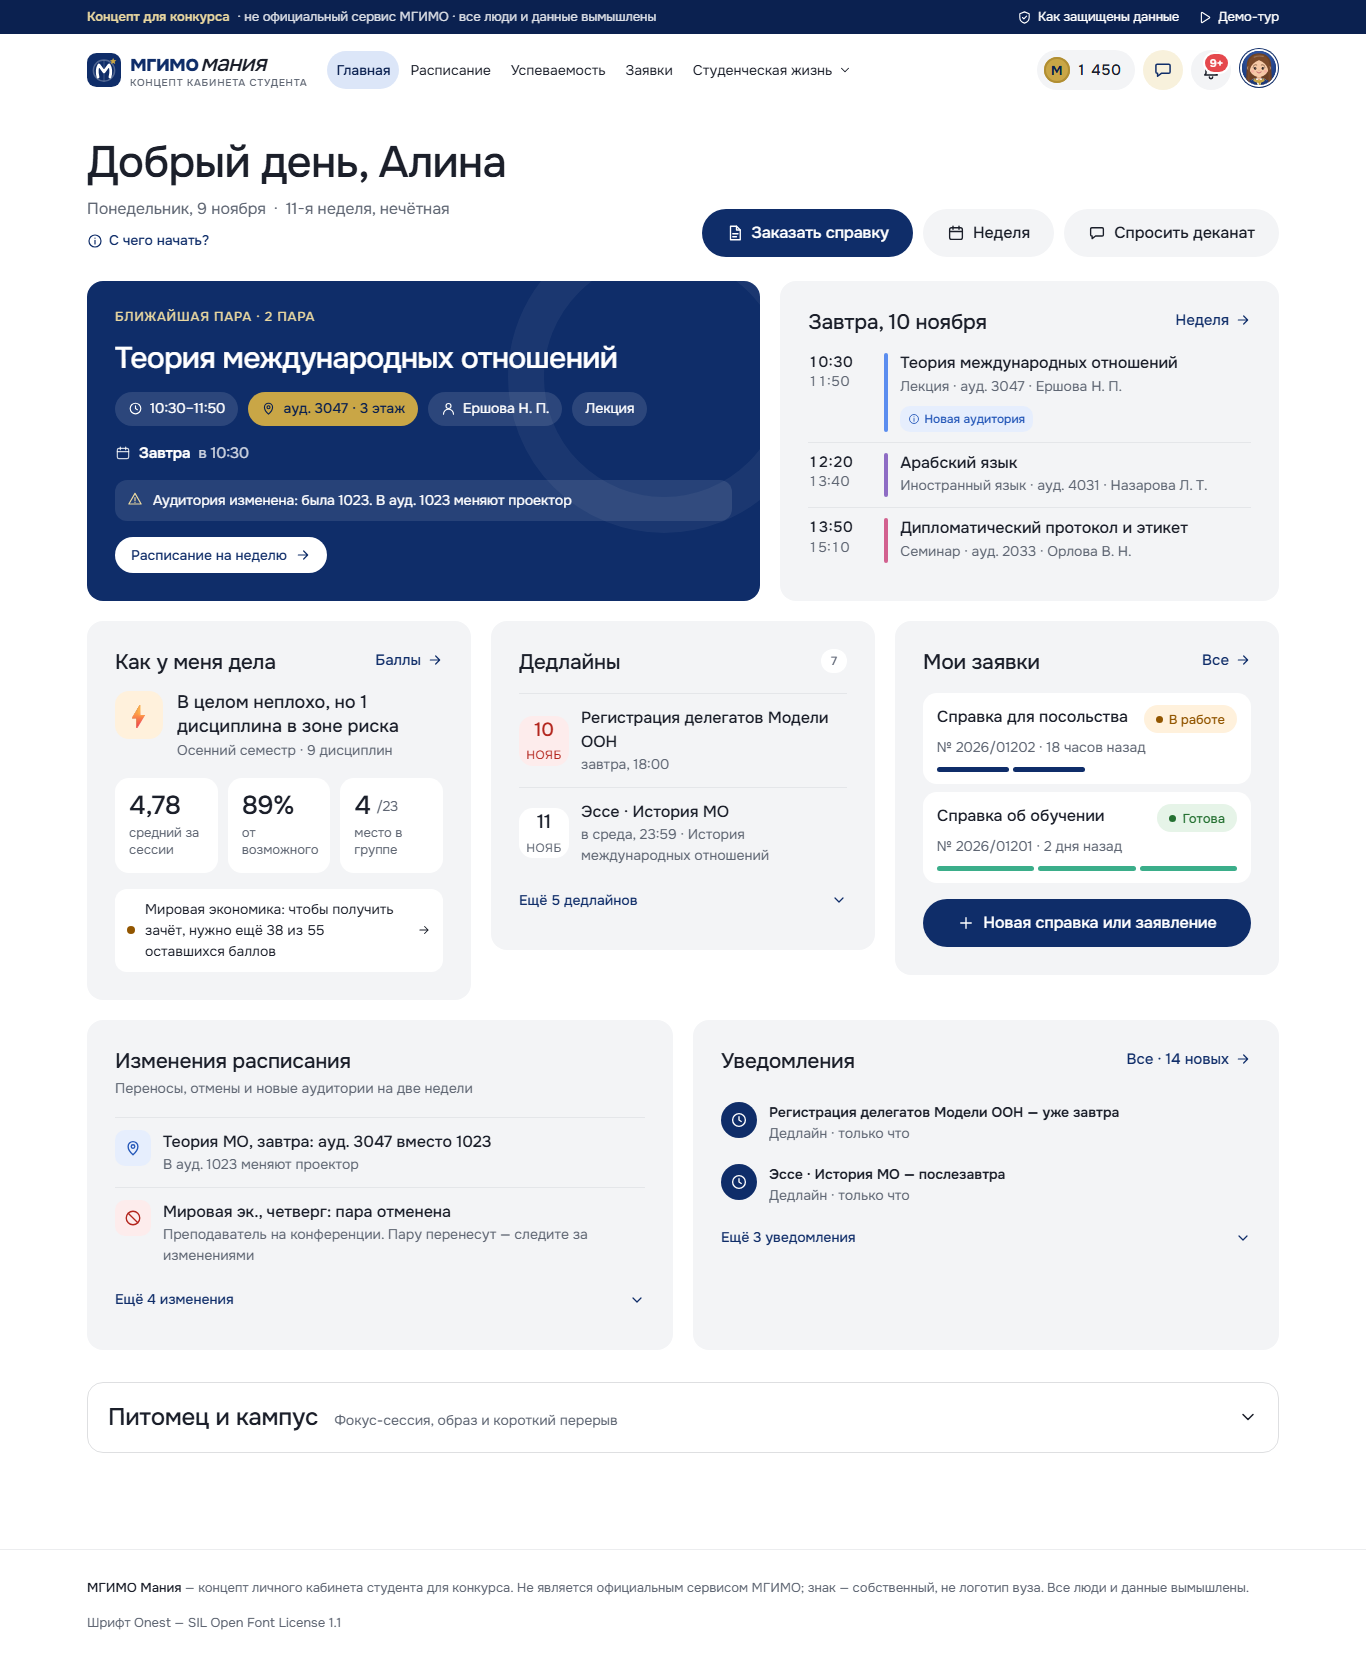 Концепт для конкурса · не официальный сервис МГИМО · все люди и данные вымышлены
Как защищены данные
Демо-тур
МГИМО Мания
КОНЦЕПТ КАБИНЕТА СТУДЕНТА
Главная
Расписание
Успеваемость
Заявки
Студенческая жизнь
М 1 450
9+
Добрый день, Алина
Понедельник, 9 ноября · 11-я неделя, нечётная
С чего начать?
Заказать справку
Неделя
Спросить деканат
БЛИЖАЙШАЯ ПАРА · 2 ПАРА
Теория международных отношений
10:30–11:50
ауд. 3047 · 3 этаж
Ершова Н. П.
Лекция
Завтра в 10:30
Аудитория изменена: была 1023. В ауд. 1023 меняют проектор
Расписание на неделю
Завтра, 10 ноября
Неделя
10:30
11:50
Теория международных отношений
Лекция · ауд. 3047 · Ершова Н. П.
Новая аудитория
12:20
13:40
Арабский язык
Иностранный язык · ауд. 4031 · Назарова Л. Т.
13:50
15:10
Дипломатический протокол и этикет
Семинар · ауд. 2033 · Орлова В. Н.
Как у меня дела
Баллы
В целом неплохо, но 1
дисциплина в зоне риска
Осенний семестр · 9 дисциплин
4,78
средний за
сессии
89%
от
возможного
4 /23
место в
группе
Мировая экономика: чтобы получить
зачёт, нужно ещё 38 из 55
оставшихся баллов
Дедлайны
7
10
НОЯБ
Регистрация делегатов Модели
ООН
завтра, 18:00
11
НОЯБ
Эссе · История МО
в среда, 23:59 · История
международных отношений
Ещё 5 дедлайнов
Мои заявки
Все
Справка для посольства
В работе
№ 2026/01202 · 18 часов назад
Справка об обучении
Готова
№ 2026/01201 · 2 дня назад
Новая справка или заявление
Изменения расписания
Переносы, отмены и новые аудитории на две недели
Теория МО, завтра: ауд. 3047 вместо 1023
В ауд. 1023 меняют проектор
Мировая эк., четверг: пара отменена
Преподаватель на конференции. Пару перенесут — следите за
изменениями
Ещё 4 изменения
Уведомления
Все · 14 новых
Регистрация делегатов Модели ООН — уже завтра
Дедлайн · только что
Эссе · История МО — послезавтра
Дедлайн · только что
Ещё 3 уведомления
Питомец и кампус
Фокус-сессия, образ и короткий перерыв
МГИМО Мания — концепт личного кабинета студента для конкурса. Не является официальным сервисом МГИМО; знак — собственный, не логотип вуза. Все люди и данные вымышлены.
Шрифт Onest — SIL Open Font License 1.1